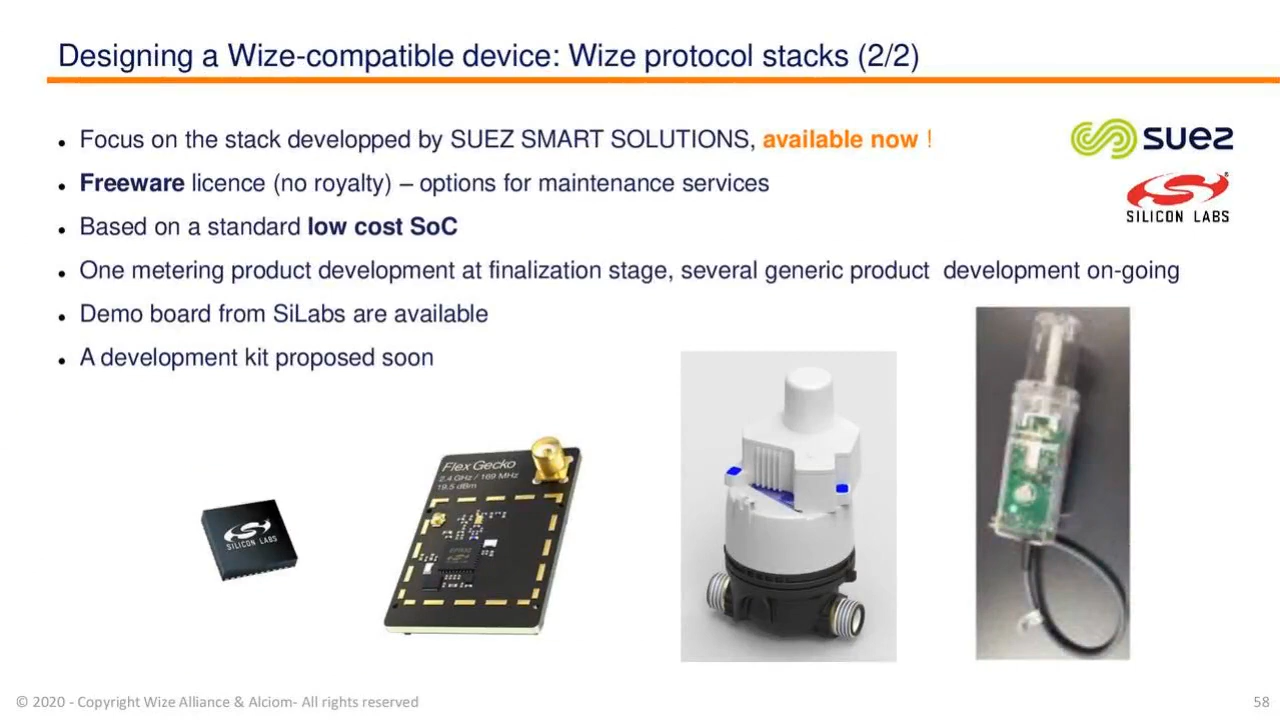 Designing a Wize-compatible device: Wize protocol stacks (2/2)
Focus on the stack developped by SUEZ SMART SOLUTIONS, available now !
Freeware licence (no royalty) – options for maintenance services
Based on a standard low cost SoC
One metering product development at finalization stage, several generic product development on-going
Demo board from SiLabs are available
A development kit proposed soon
suez
SILICON LABS
SILICON LABS
Flex Gecko
2.4 GHz / 169 MHz
19.5 dBm
© 2020 - Copyright Wize Alliance & Alciom- All rights reserved
58